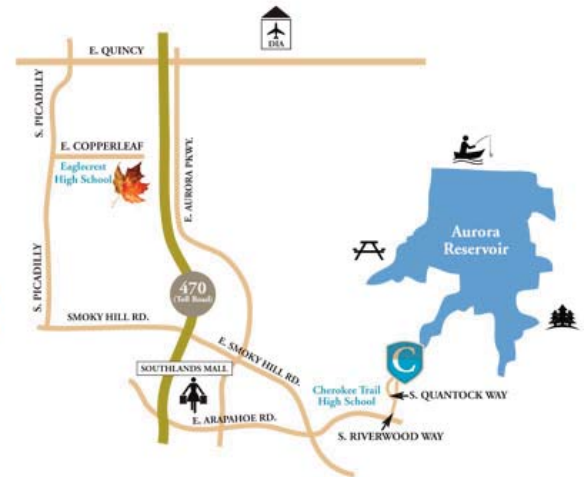 DIA
E. QUINCY
S. PICADILLY
E. COPPERLEAF
Eaglecrest
High School
E. AURORA PKWY.
Aurora
Reservoir
S. PICADILLY
470
(Toll Road)
SMOKY HILL RD.
E. SMOKY HILL RD.
SOUTHLANDS MALL
C
Cherokee Trail
High School
S. QUANTOCK WAY
E. ARAPAHOE RD.
S. RIVERWOOD WAY